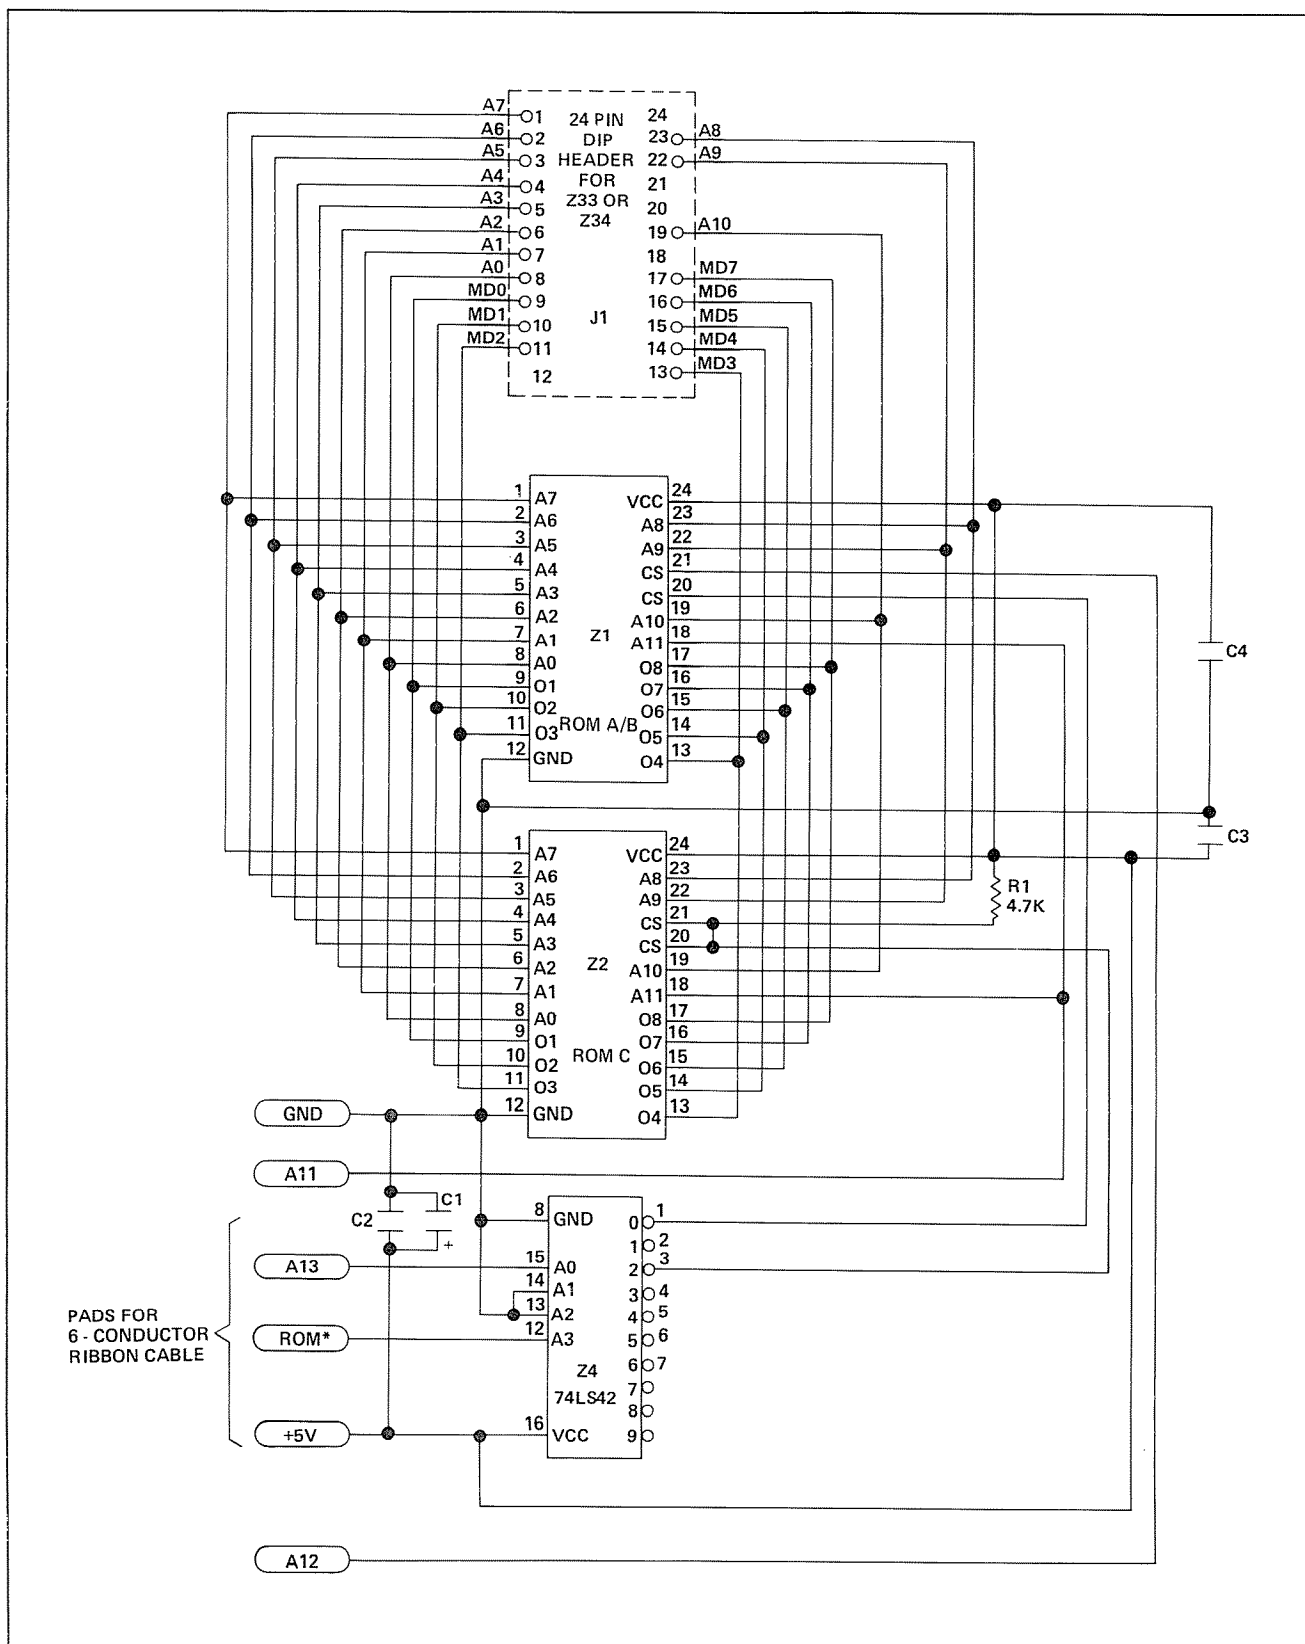 A7 1 24 PIN 24
A6 2 DIP 23 A8
A5 3 HEADER 22 A9
A4 4 FOR 21
A3 5 Z33 OR 20
A2 6 Z34 19 A10
A1 7 18
A0 8 17 MD7
MD0 9 16 MD6
MD1 10 J1 15 MD5
MD2 11 14 MD4
12 13 MD3
1 A7 VCC 24
2 A6 A8 23
3 A5 A9 22
4 A4 CS 21
5 A3 CS 20
6 A2 A10 19
7 A1 Z1 A11 18
8 A0 O8 17
9 O1 O7 16
10 O2 O6 15
11 O3 ROM A/B O5 14
12 GND O4 13
C4
C3
1 A7 VCC 24
2 A6 A8 23
3 A5 A9 22
4 A4 CS 21
5 A3 CS 20
6 A2 Z2 A10 19
7 A1 A11 18
8 A0 O8 17
9 O1 ROM C O7 16
10 O2 O6 15
11 O3 O5 14
12 GND O4 13
R1
4.7K
GND
A11
C2 C1
+
8 GND 0 1
1 2
A13 15 A0 2 3
14 A1 3 4
13 A2 4 5
ROM* 12 A3 5 6
Z4 6 7
74LS42 7
8
+5V 16 VCC 9
PADS FOR
6 - CONDUCTOR
RIBBON CABLE
A12